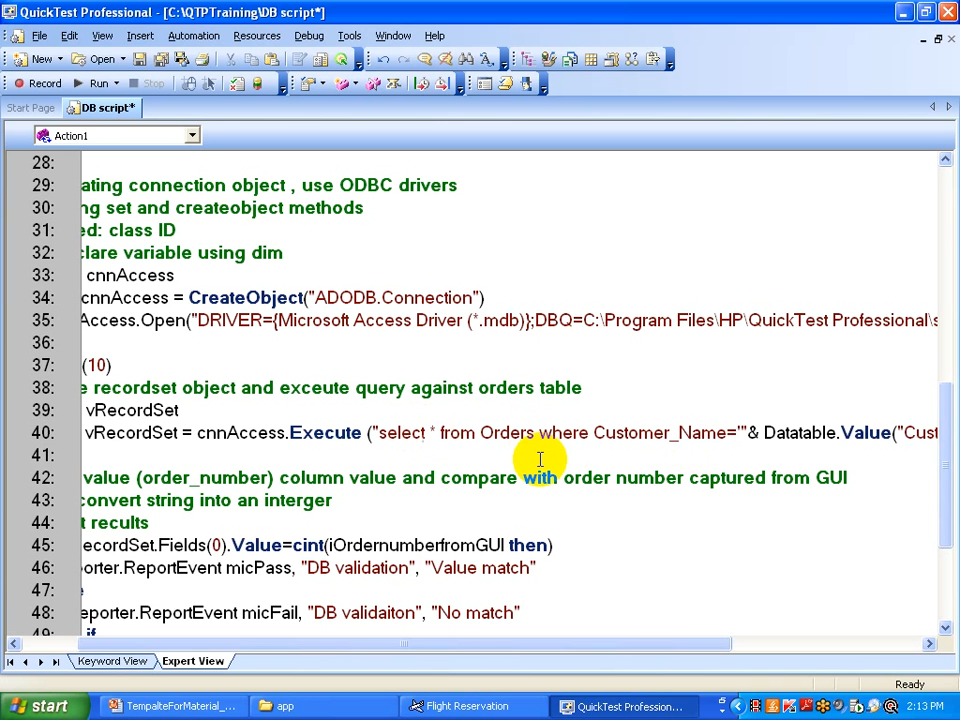 QuickTest Professional - [C:\QTPTraining\DB script*]
File Edit View Insert Automation Resources Debug Tools Window Help
New Open
Record Run Stop
Start Page DB script*
Action1
28:
29: ating connection object , use ODBC drivers
30: ng set and createobject methods
31: ed: class ID
32: clare variable using dim
33: cnnAccess
34: cnnAccess = CreateObject("ADODB.Connection")
35: Access.Open("DRIVER={Microsoft Access Driver (*.mdb)};DBQ=C:\Program Files\HP\QuickTest Professional\s
36:
37: (10)
38: e recordset object and exceute query against orders table
39: vRecordSet
40: vRecordSet = cnnAccess.Execute ("select * from Orders where Customer_Name='"& Datatable.Value("Cust
41:
42: value (order_number) column value and compare with order number captured from GUI
43: convert string into an interger
44: t recults
45: ecordSet.Fields(0).Value=cint(iOrdernumberfromGUI then)
46: porter.ReportEvent micPass, "DB validation", "Value match"
47: e
48: eporter.ReportEvent micFail, "DB validaiton", "No match"
49: if
Keyword View Expert View
Ready
start TempalteForMaterial_... app Flight Reservation QuickTest Profession... 2:13 PM